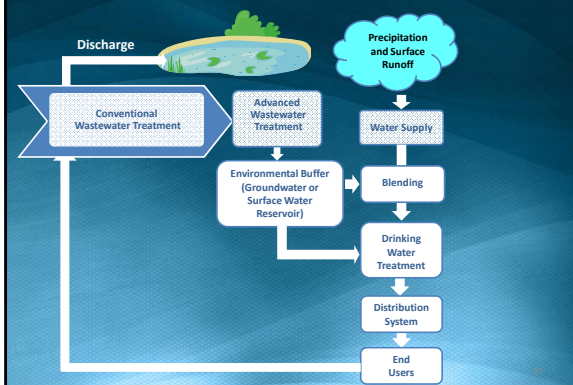 Discharge
Precipitation
and Surface
Runoff
Conventional
Wastewater Treatment
Advanced
Wastewater
Treatment
Water Supply
Environmental Buffer
(Groundwater or
Surface Water
Reservoir)
Blending
Drinking
Water
Treatment
Distribution
System
End
Users